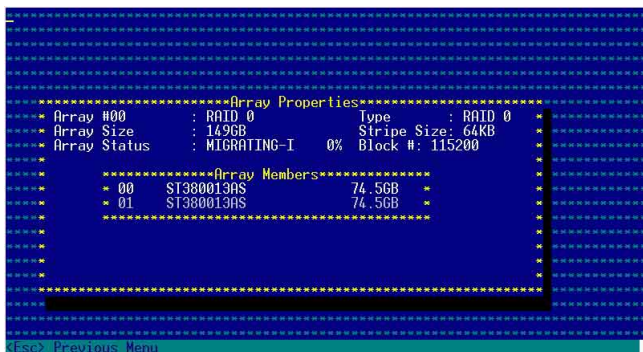 Array Properties
Array #00 : RAID 0 Type : RAID 0
Array Size : 149GB Stripe Size: 64KB
Array Status : MIGRATING-I 0% Block #: 115200
Array Members
00 ST380013AS 74.5GB
01 ST380013AS 74.5GB
<Esc> Previous Menu